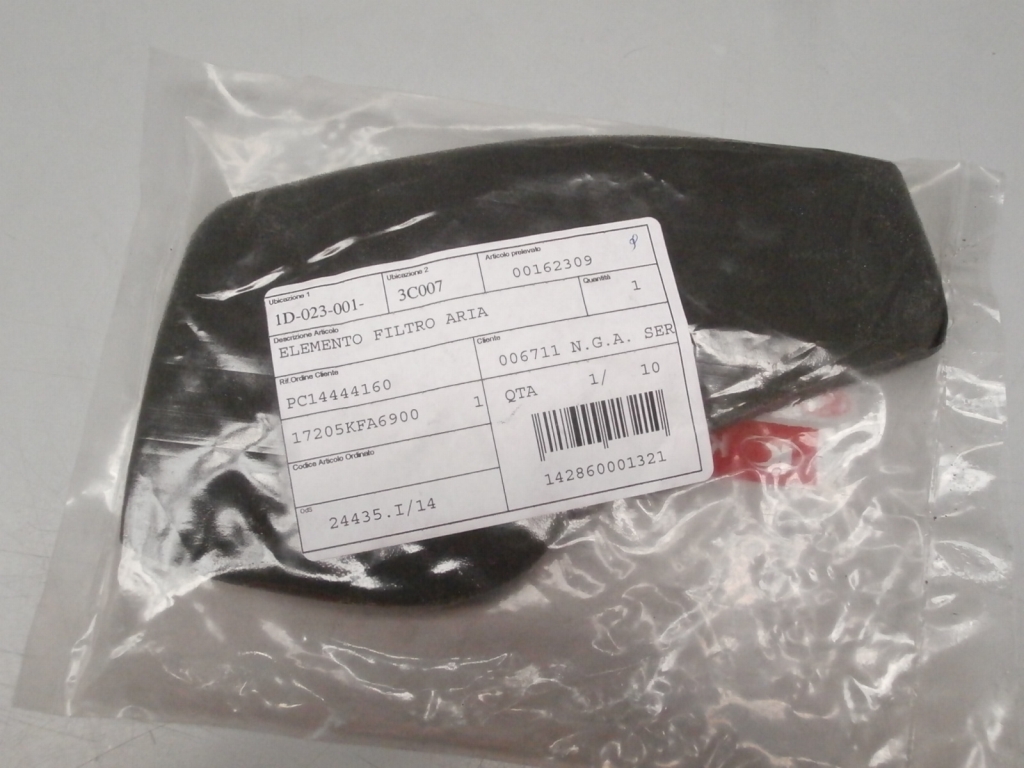 Ubicazione 1
1D-023-001-
Ubicazione 2
3C007
Articolo prelevato
00162309
Descrizione Articolo
ELEMENTO FILTRO ARIA
Quantità
1
Rif.Ordine Cliente
PC14444160
Cliente
006711 N.G.A. SER
17205KFA6900 1
QTA 1/ 10
Codice Articolo Ordinato
142860001321
24435.I/14